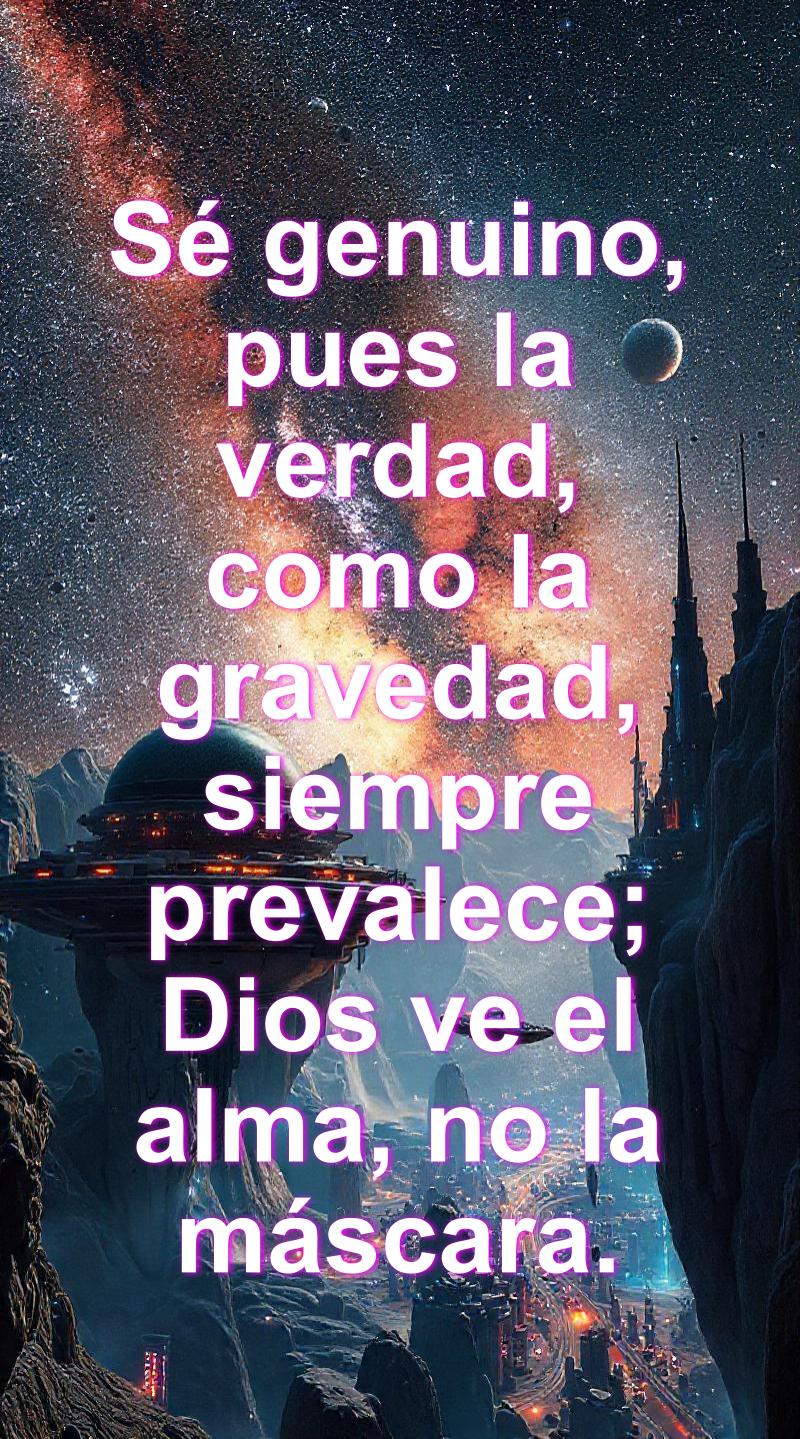 Sé genuino,
pues la
verdad,
como la
gravedad,
siempre
prevalece;
Dios ve el
alma, no la
máscara.